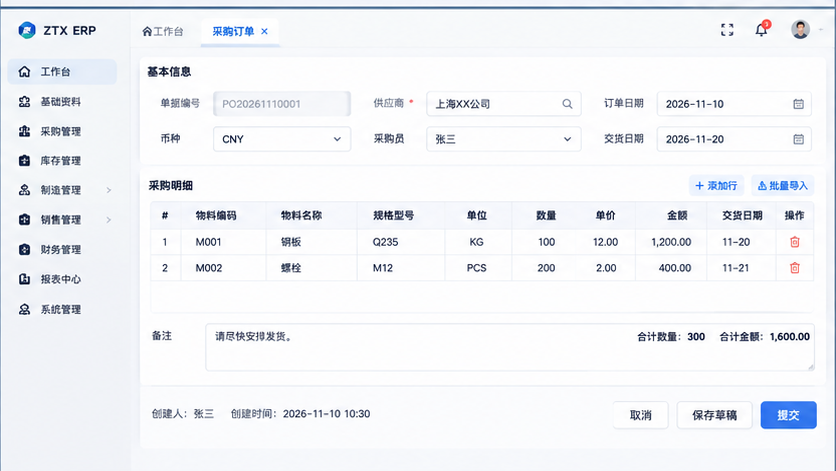 ZTX ERP
工作台
采购订单 ×
3
工作台
基础资料
采购管理
库存管理
制造管理
销售管理
财务管理
报表中心
系统管理
基本信息
单据编号 PO20261110001 供应商 * 上海XX公司 订单日期 2026-11-10
币种 CNY 采购员 张三 交货日期 2026-11-20
采购明细 + 添加行 批量导入
# 物料编码 物料名称 规格型号 单位 数量 单价 金额 交货日期 操作
1 M001 钢板 Q235 KG 100 12.00 1,200.00 11-20
2 M002 螺栓 M12 PCS 200 2.00 400.00 11-21
备注 请尽快安排发货。 合计数量: 300 合计金额: 1,600.00
创建人: 张三 创建时间: 2026-11-10 10:30 取消 保存草稿 提交